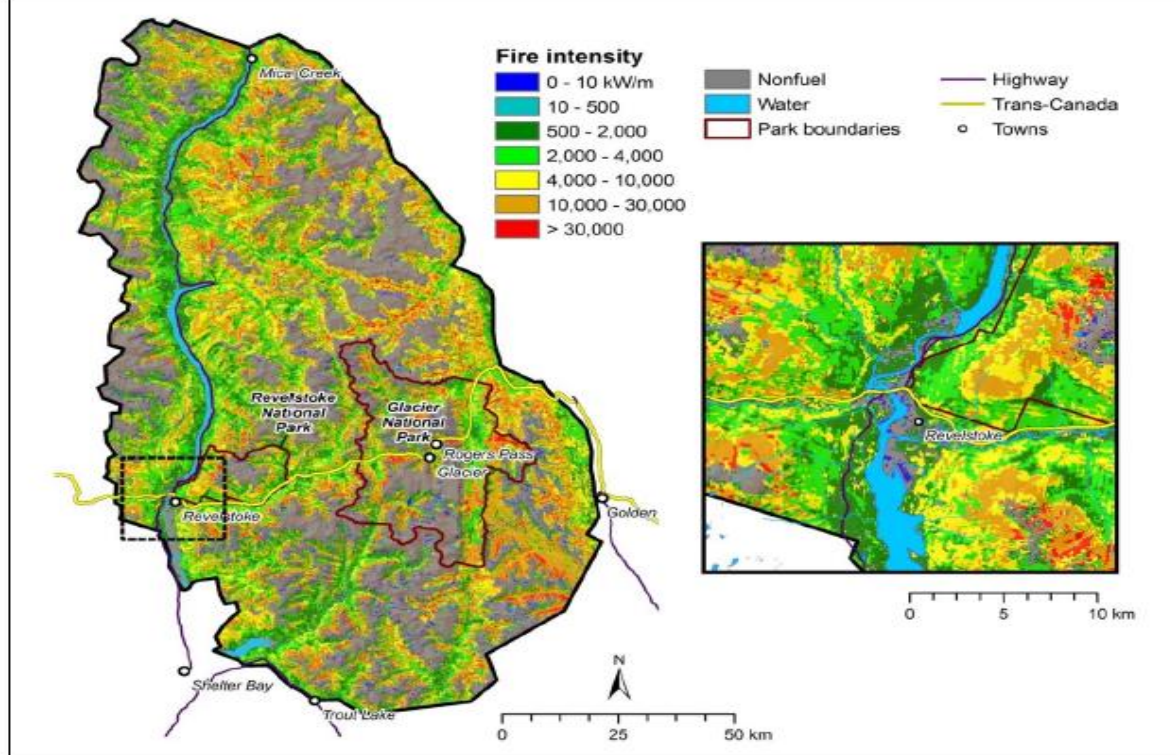 Fire intensity
0 - 10 kW/m
10 - 500
500 - 2,000
2,000 - 4,000
4,000 - 10,000
10,000 - 30,000
> 30,000
Nonfuel
Water
Park boundaries
Highway
Trans-Canada
Towns
Mica Creek
Revelstoke
National
Park
Glacier
National
Park
Rogers Pass
Glacier
Revelstoke
Golden
Shelter Bay
Trout Lake
Revelstoke
0 5 10 km
N
0 25 50 km